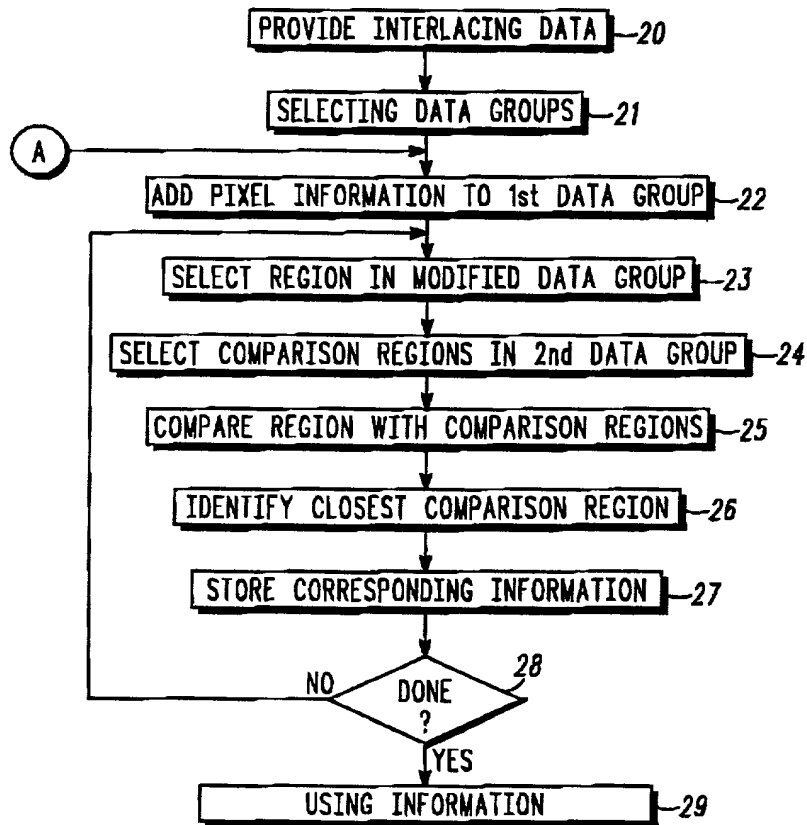 PROVIDE INTERLACING DATA 20
SELECTING DATA GROUPS 21
A
ADD PIXEL INFORMATION TO 1st DATA GROUP 22
SELECT REGION IN MODIFIED DATA GROUP 23
SELECT COMPARISON REGIONS IN 2nd DATA GROUP 24
COMPARE REGION WITH COMPARISON REGIONS 25
IDENTIFY CLOSEST COMPARISON REGION 26
STORE CORRESPONDING INFORMATION 27
28
NO
DONE
?
YES
USING INFORMATION 29